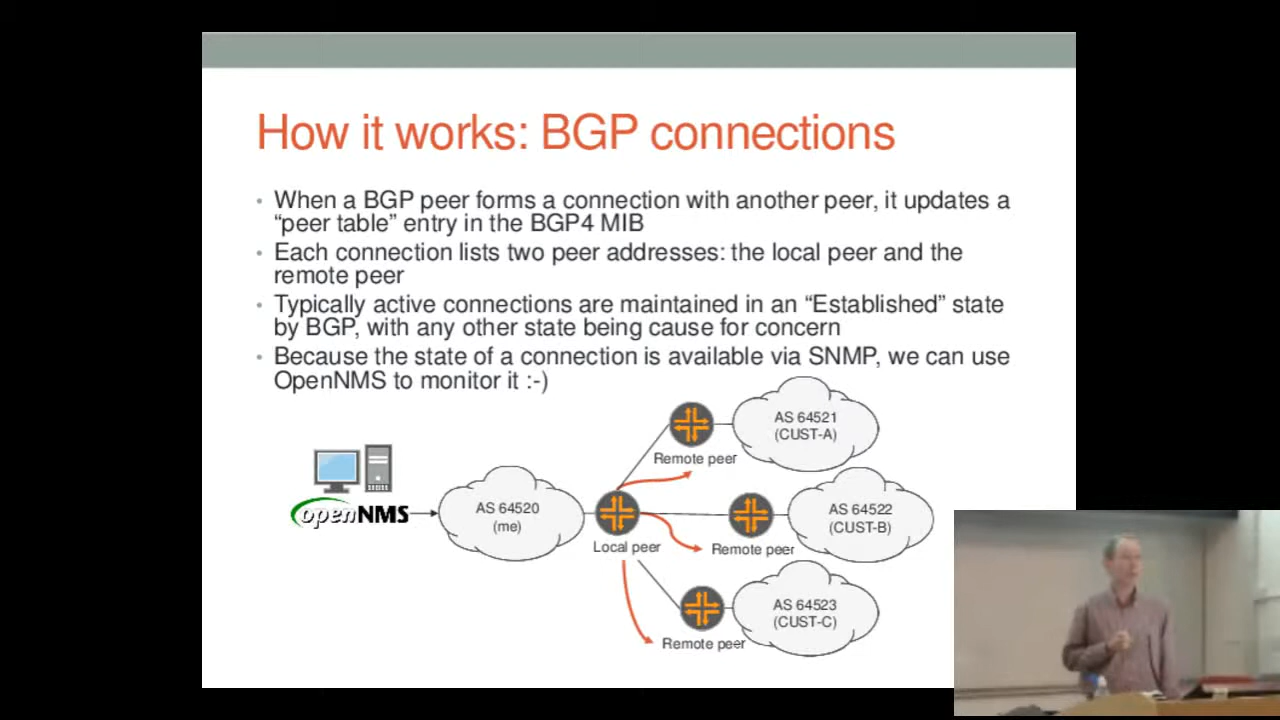 How it works: BGP connections
• When a BGP peer forms a connection with another peer, it updates a
“peer table” entry in the BGP4 MIB
• Each connection lists two peer addresses: the local peer and the
remote peer
• Typically active connections are maintained in an “Established” state
by BGP, with any other state being cause for concern
• Because the state of a connection is available via SNMP, we can use
OpenNMS to monitor it :-)
AS 64521
(CUST-A)
Remote peer
openNMS
AS 64520
(me)
Local peer
Remote peer
AS 64522
(CUST-B)
AS 64523
(CUST-C)
Remote peer